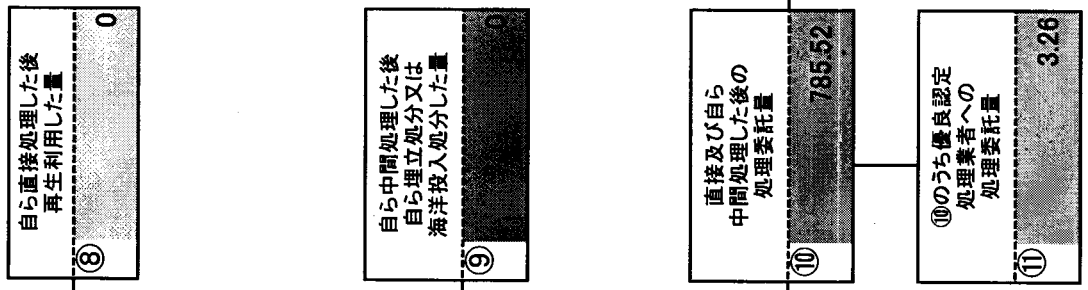 自ら直接処理した後
再生利用した量
⑧ 0
自ら中間処理した後
自ら埋立処分又は
海洋投入処分した量
⑨ 0
直接及び自ら
中間処理した後の
処理委託量
⑩ 785.52
⑩のうち優良認定
処理業者への
処理委託量
⑪ 3.26